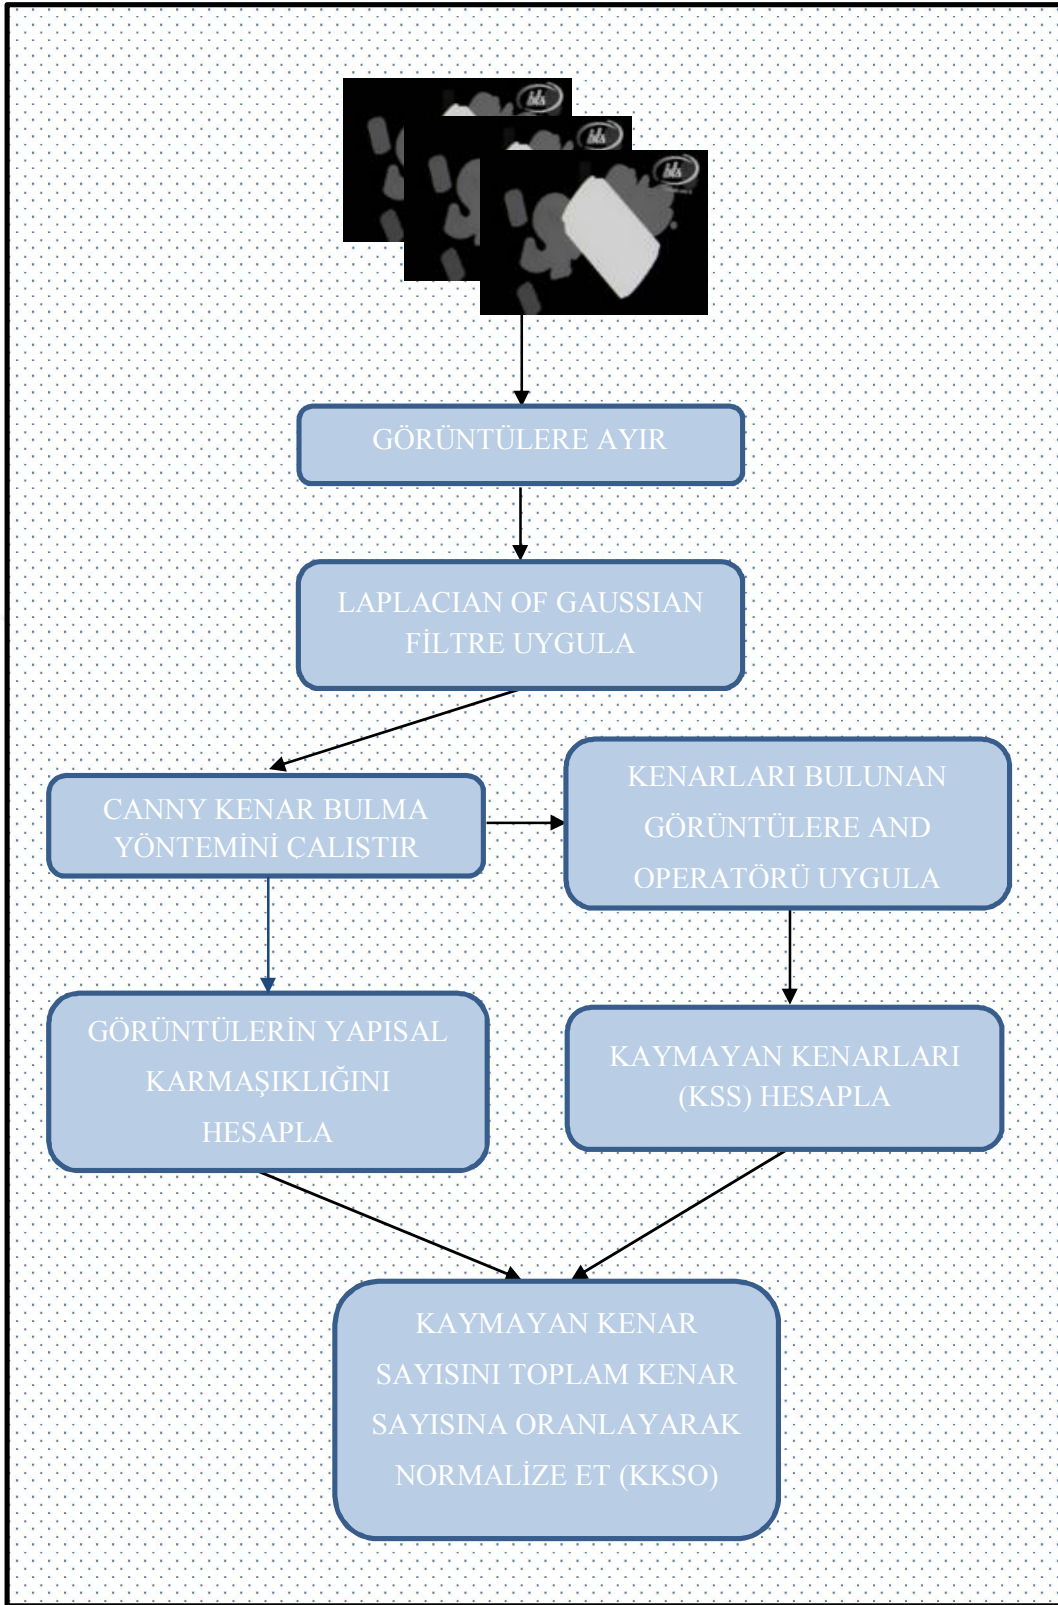 GÖRÜNTÜLERE AYIR
LAPLACIAN OF GAUSSIAN
FİLTRE UYGULA
CANNY KENAR BULMA
YÖNTEMİNİ ÇALIŞTIR
KENARLARI BULUNAN
GÖRÜNTÜLERE AND
OPERATÖRÜ UYGULA
GÖRÜNTÜLERİN YAPISAL
KARMAŞIKLIĞINI
HESAPLA
KAYMAYAN KENARLARI
(KSS) HESAPLA
KAYMAYAN KENAR
SAYISINI TOPLAM KENAR
SAYISINA ORANLAYARAK
NORMALİZE ET (KKSO)